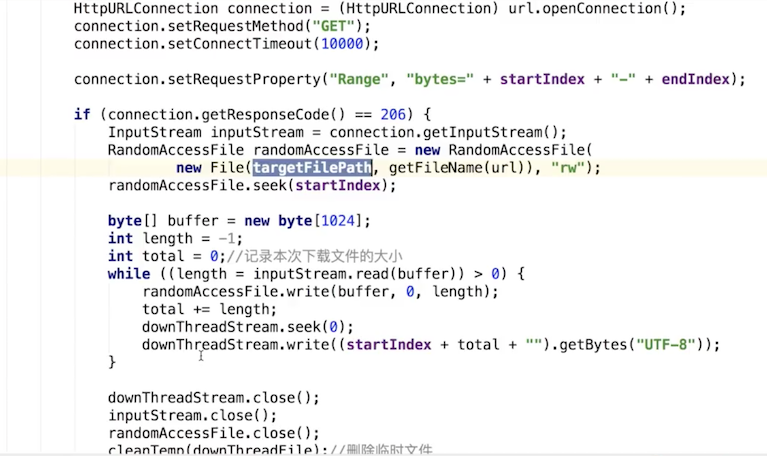 HttpURLConnection connection = (HttpURLConnection) url.openConnection();
connection.setRequestMethod("GET");
connection.setConnectTimeout(10000);
connection.setRequestProperty("Range", "bytes=" + startIndex + "-" + endIndex);
if (connection.getResponseCode() == 206) {
InputStream inputStream = connection.getInputStream();
RandomAccessFile randomAccessFile = new RandomAccessFile(
new File(targetFilePath, getFileName(url)), "rw");
randomAccessFile.seek(startIndex);
byte[] buffer = new byte[1024];
int length = -1;
int total = 0;//记录本次下载文件的大小
while ((length = inputStream.read(buffer)) > 0) {
randomAccessFile.write(buffer, 0, length);
total += length;
downThreadStream.seek(0);
downThreadStream.write((startIndex + total + "").getBytes("UTF-8"));
}
downThreadStream.close();
inputStream.close();
randomAccessFile.close();
cleanTemp(downThreadFile);//删除临时文件